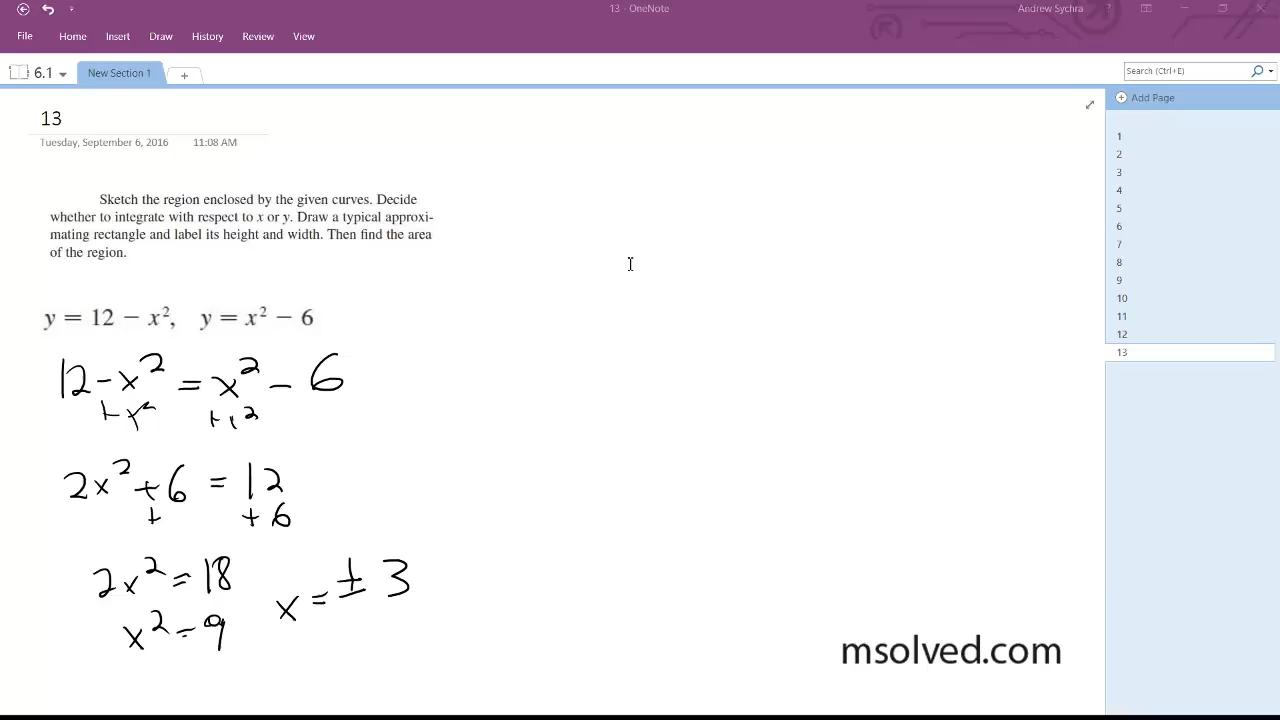 13 - OneNote
Andrew Sychra ?
File Home Insert Draw History Review View
6.1 New Section 1 +
Search (Ctrl+E)
Add Page
13
Tuesday, September 6, 2016 11:08 AM
Sketch the region enclosed by the given curves. Decide
whether to integrate with respect to x or y. Draw a typical approxi-
mating rectangle and label its height and width. Then find the area
of the region.
y = 12 − x², y = x² − 6
12 - x² = x² - 6
+x² +x²
2x² + 6 = 12
+ + 6
2x² = 18
x² = 9
x = ± 3
msolved.com
1
2
3
4
5
6
7
8
9
10
11
12
13